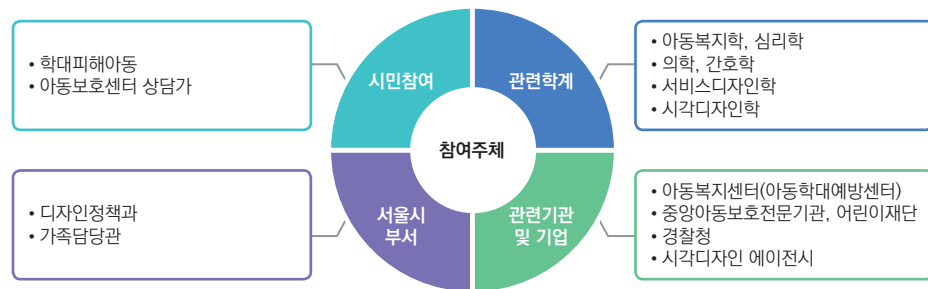 • 학대피해아동
• 아동보호센터 상담가
시민참여
관련학계
• 아동복지학, 심리학
• 의학, 간호학
• 서비스디자인학
• 시각디자인학
참여주체
• 디자인정책과
• 가족담당관
서울시
부서
관련기관
및 기업
• 아동복지센터(아동학대예방센터)
• 중앙아동보호전문기관, 어린이재단
• 경찰청
• 시각디자인 에이전시